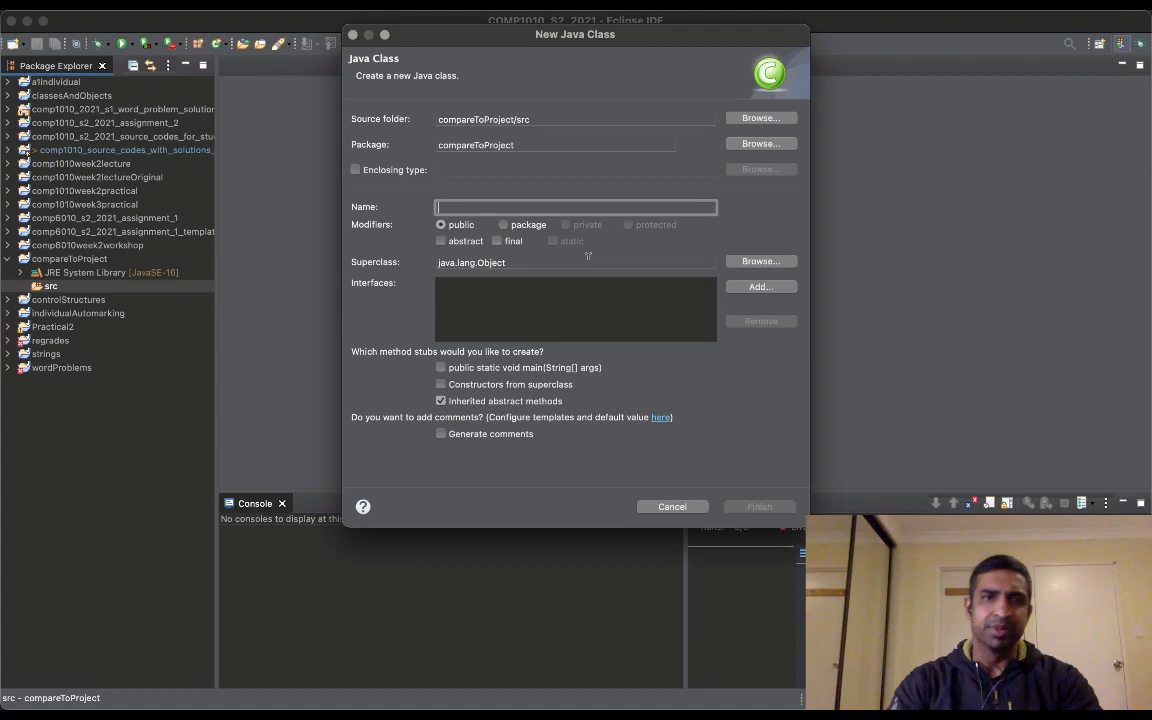 COMP1010_S2_2021 - Eclipse IDE
New Java Class
Package Explorer
Java Class
Create a new Java class.
a1individual
classesAndObjects
comp1010_2021_s1_word_problem_solution
comp1010_s2_2021_assignment_2
comp1010_s2_2021_source_codes_for_stu
> comp1010_source_codes_with_solutions_
comp1010week2lecture
comp1010week2lectureOriginal
comp1010week2practical
comp1010week3practical
comp6010_s2_2021_assignment_1
comp6010_s2_2021_assignment_1_templat
comp6010week2workshop
compareToProject
JRE System Library [JavaSE-16]
src
controlStructures
individualAutomarking
Practical2
regrades
strings
wordProblems
Source folder: compareToProject/src Browse...
Package: compareToProject Browse...
Enclosing type: Browse...
Name:
Modifiers: public package private protected
abstract final static
Superclass: java.lang.Object Browse...
Interfaces: Add...
Remove
Which method stubs would you like to create?
public static void main(String[] args)
Constructors from superclass
Inherited abstract methods
Do you want to add comments? (Configure templates and default value here)
Generate comments
Cancel Finish
Console
No consoles to display at this
src - compareToProject